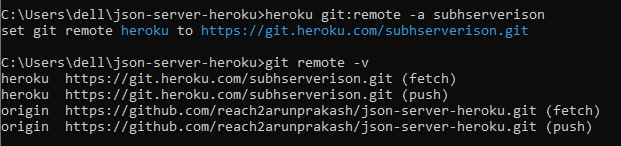 C:\Users\dell\json-server-heroku>heroku git:remote -a subhserverison
set git remote heroku to https://git.heroku.com/subhserverison.git
C:\Users\dell\json-server-heroku>git remote -v
heroku  https://git.heroku.com/subhserverison.git (fetch)
heroku  https://git.heroku.com/subhserverison.git (push)
origin  https://github.com/reach2arunprakash/json-server-heroku.git (fetch)
origin  https://github.com/reach2arunprakash/json-server-heroku.git (push)